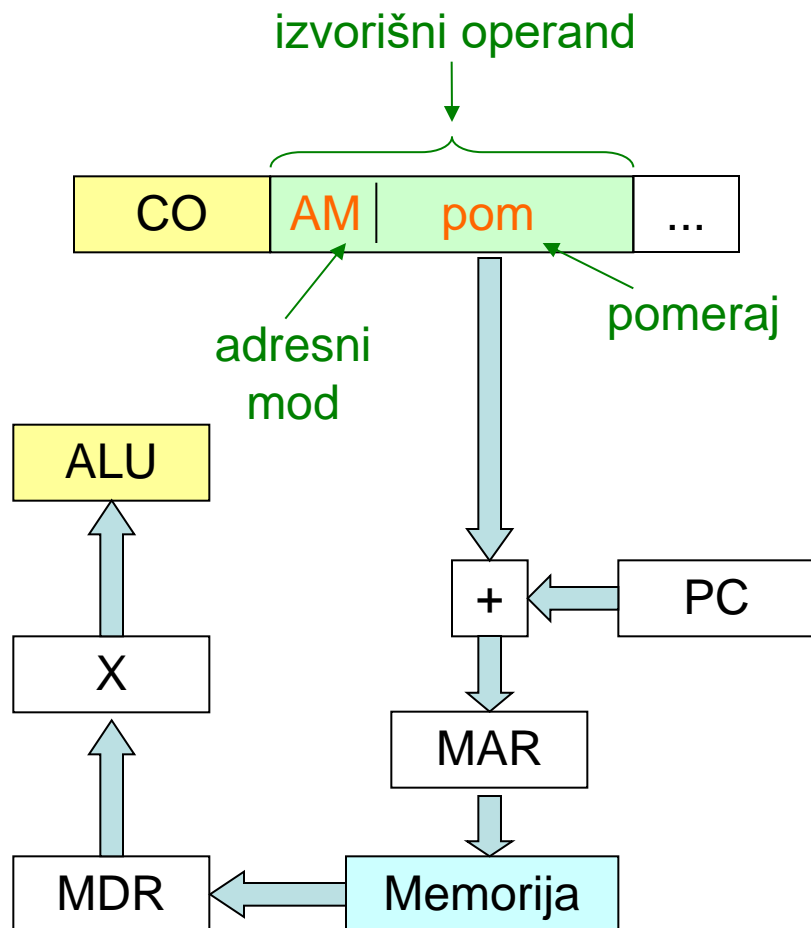 izvorišni operand
CO AM pom ...
pomeraj
adresni
mod
ALU
+ PC
X
MAR
MDR Memorija